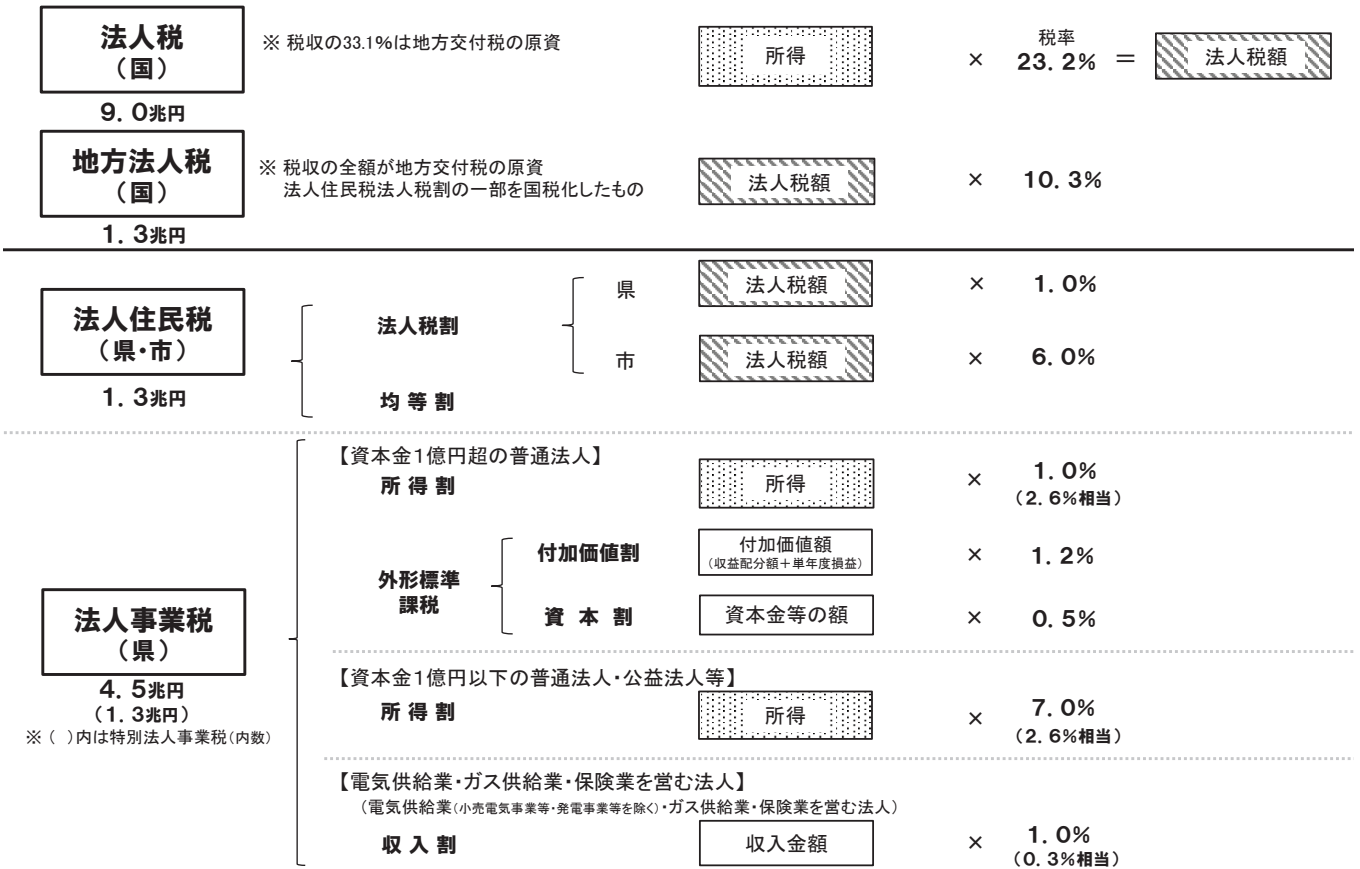 法人税
（国）
9．0兆円
※ 税収の33.1%は地方交付税の原資
所得 × 税率 23．2% ＝ 法人税額
地方法人税
（国）
1．3兆円
※ 税収の全額が地方交付税の原資
法人住民税法人税割の一部を国税化したもの
法人税額 × 10．3%
法人住民税
（県・市）
1．3兆円
法人税割
県 法人税額 × 1．0%
市 法人税額 × 6．0%
均 等 割
法人事業税
（県）
4．5兆円
（1．3兆円）
※（ ）内は特別法人事業税（内数）
【資本金1億円超の普通法人】
所 得 割 所得 × 1．0%
（2．6%相当）
外形標準
課税
付加価値割 付加価値額 × 1．2%
（収益配分額＋単年度損益）
資 本 割 資本金等の額 × 0．5%
【資本金1億円以下の普通法人・公益法人等】
所 得 割 所得 × 7．0%
（2．6%相当）
【電気供給業・ガス供給業・保険業を営む法人】
（電気供給業（小売電気事業等・発電事業等を除く）・ガス供給業・保険業を営む法人）
収 入 割 収入金額 × 1．0%
（0．3%相当）